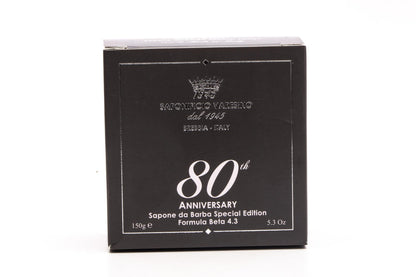 SAPONIFICIO VARESINO
dal 1945
BREBBIA - ITALY
80th
ANNIVERSARY
Sapone da Barba Special Edition
Formula Beta 4.3
150g ℮ 5.3 Oz